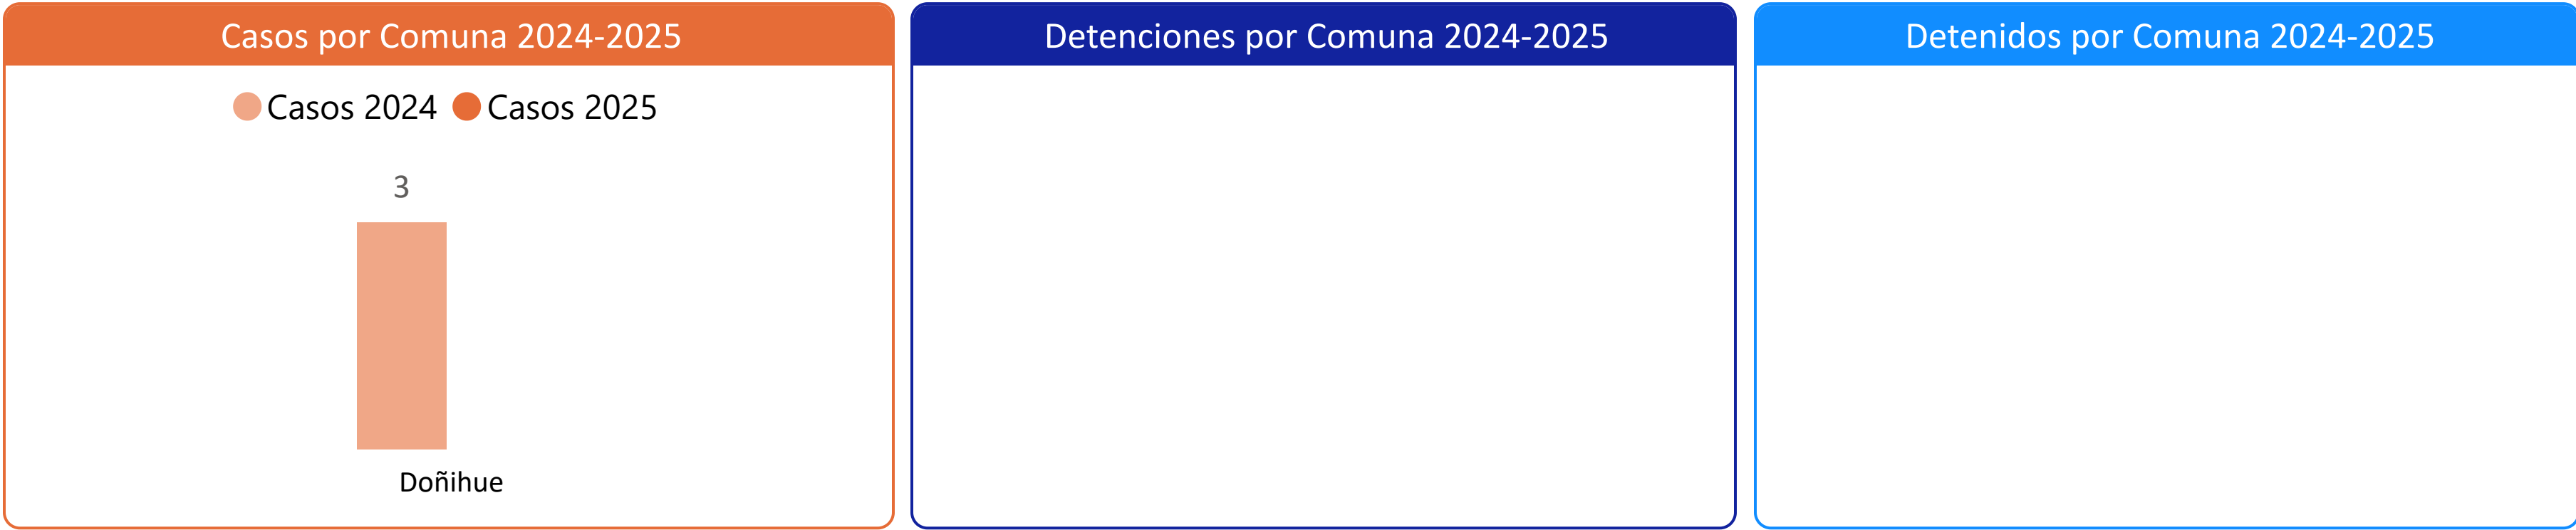 Casos por Comuna 2024-2025
Casos 2024 Casos 2025
3
Doñihue
Detenciones por Comuna 2024-2025
Detenidos por Comuna 2024-2025